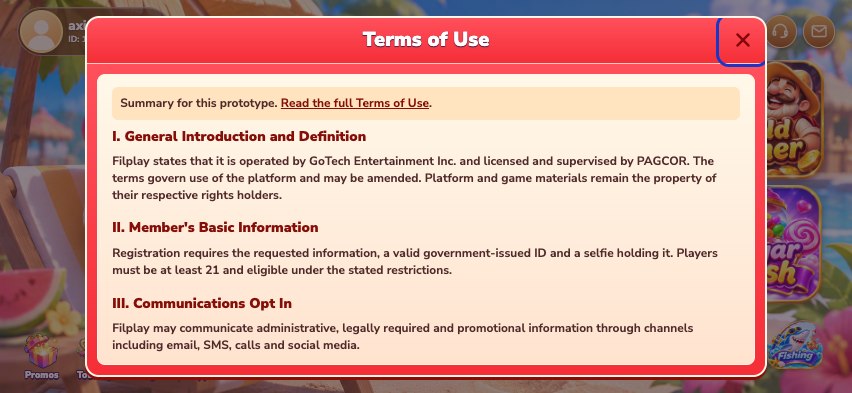 Terms of Use
Summary for this prototype. Read the full Terms of Use.
I. General Introduction and Definition
Filplay states that it is operated by GoTech Entertainment Inc. and licensed and supervised by PAGCOR. The
terms govern use of the platform and may be amended. Platform and game materials remain the property of
their respective rights holders.
II. Member's Basic Information
Registration requires the requested information, a valid government-issued ID and a selfie holding it. Players
must be at least 21 and eligible under the stated restrictions.
III. Communications Opt In
Filplay may communicate administrative, legally required and promotional information through channels
including email, SMS, calls and social media.
Promos
Fishing